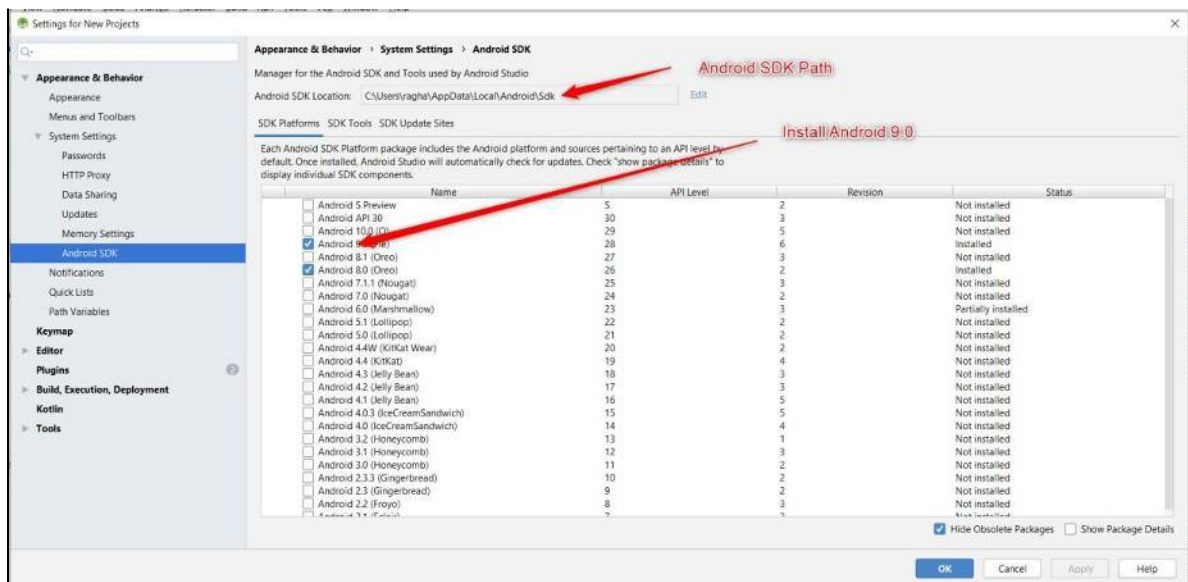 Settings for New Projects
Appearance & Behavior
Appearance
Menus and Toolbars
System Settings
Passwords
HTTP Proxy
Data Sharing
Updates
Memory Settings
Android SDK
Notifications
Quick Lists
Path Variables
Keymap
Editor
Plugins
2
Build, Execution, Deployment
Kotlin
Tools
Appearance & Behavior › System Settings › Android SDK
Manager for the Android SDK and Tools used by Android Studio
Android SDK Path
Android SDK Location: C:\Users\ragha\AppData\Local\Android\Sdk Edit
SDK Platforms SDK Tools SDK Update Sites
Install Android 9.0
Each Android SDK Platform package includes the Android platform and sources pertaining to an API level by
default. Once installed, Android Studio will automatically check for updates. Check "show package details" to
display individual SDK components.
Name API Level Revision Status
Android S Preview S 2 Not installed
Android API 30 30 3 Not installed
Android 10.0 (Q) 29 5 Not installed
Android 28 6 Installed
Android 8.1 (Oreo) 27 3 Not installed
Android 8.0 (Oreo) 26 2 Installed
Android 7.1.1 (Nougat) 25 3 Not installed
Android 7.0 (Nougat) 24 2 Not installed
Android 6.0 (Marshmallow) 23 3 Partially installed
Android 5.1 (Lollipop) 22 2 Not installed
Android 5.0 (Lollipop) 21 2 Not installed
Android 4.4W (KitKat Wear) 20 2 Not installed
Android 4.4 (KitKat) 19 4 Not installed
Android 4.3 (Jelly Bean) 18 3 Not installed
Android 4.2 (Jelly Bean) 17 3 Not installed
Android 4.1 (Jelly Bean) 16 5 Not installed
Android 4.0.3 (IceCreamSandwich) 15 5 Not installed
Android 4.0 (IceCreamSandwich) 14 4 Not installed
Android 3.2 (Honeycomb) 13 1 Not installed
Android 3.1 (Honeycomb) 12 3 Not installed
Android 3.0 (Honeycomb) 11 2 Not installed
Android 2.3.3 (Gingerbread) 10 2 Not installed
Android 2.3 (Gingerbread) 9 2 Not installed
Android 2.2 (Froyo) 8 3 Not installed
Hide Obsolete Packages Show Package Details
OK Cancel Apply Help